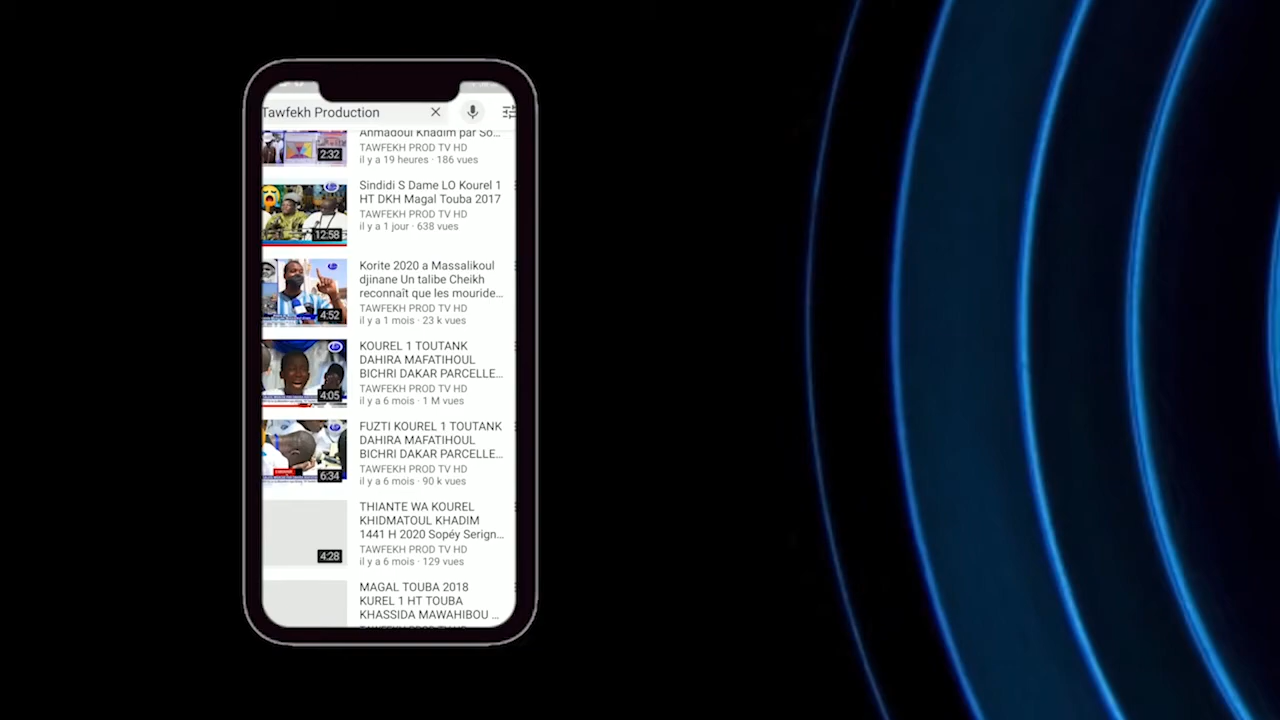 Tawfekh Production
Ahmadoul Khadim par So...
2:32
TAWFEKH PROD TV HD
il y a 19 heures · 186 vues
Sindidi S Dame LO Kourel 1
HT DKH Magal Touba 2017
12:58
TAWFEKH PROD TV HD
il y a 1 jour · 638 vues
Korite 2020 a Massalikoul
djinane Un talibe Cheikh
reconnaît que les mouride...
4:52
TAWFEKH PROD TV HD
il y a 1 mois · 23 k vues
KOUREL 1 TOUTANK
DAHIRA MAFATIHOUL
BICHRI DAKAR PARCELLE...
4:05
TAWFEKH PROD TV HD
il y a 6 mois · 1 M vues
FUZTI KOUREL 1 TOUTANK
DAHIRA MAFATIHOUL
BICHRI DAKAR PARCELLE...
6:34
TAWFEKH PROD TV HD
il y a 6 mois · 90 k vues
THIANTE WA KOUREL
KHIDMATOUL KHADIM
1441 H 2020 Sopéy Serign...
4:28
TAWFEKH PROD TV HD
il y a 6 mois · 129 vues
MAGAL TOUBA 2018
KUREL 1 HT TOUBA
KHASSIDA MAWAHIBOU ...
TAWFEKH PROD TV HD